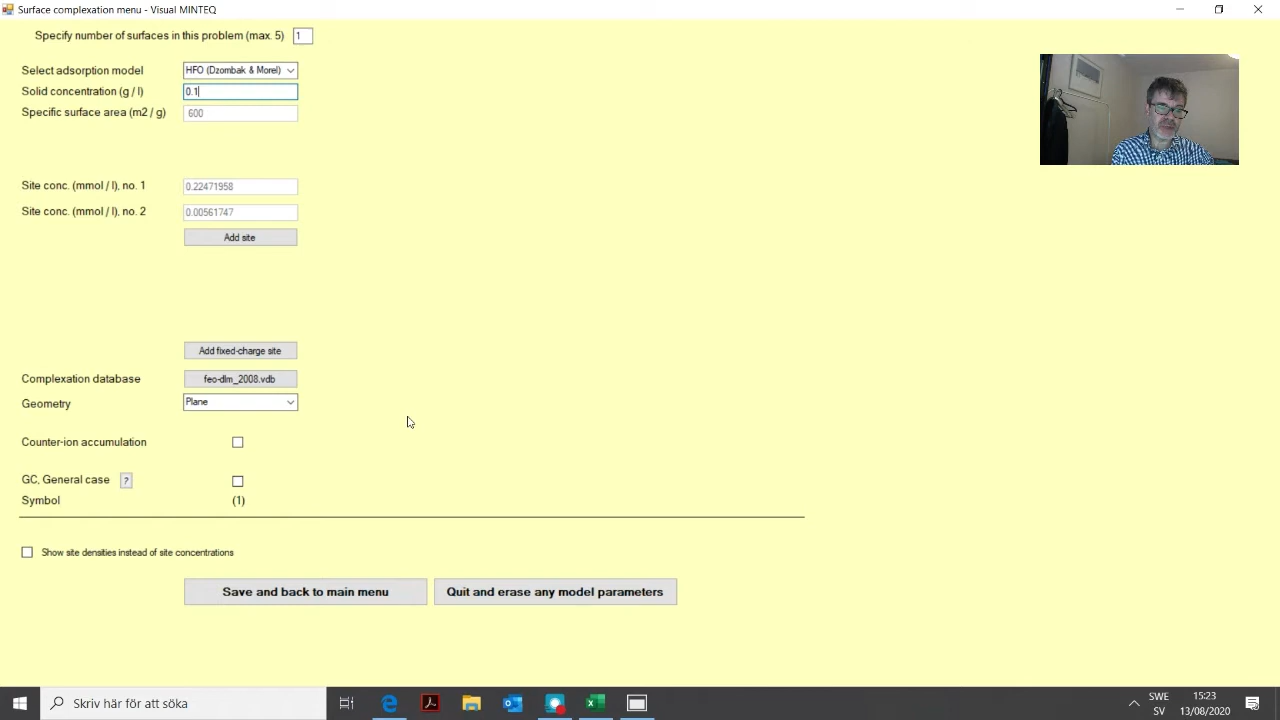 Surface complexation menu - Visual MINTEQ
Specify number of surfaces in this problem (max. 5) 1
Select adsorption model HFO (Dzombak & Morel)
Solid concentration (g / l) 0.1
Specific surface area (m2 / g) 600
Site conc. (mmol / l), no. 1 0.22471958
Site conc. (mmol / l), no. 2 0.00561747
Add site
Add fixed-charge site
Complexation database feo-dlm_2008.vdb
Geometry Plane
Counter-ion accumulation
GC, General case ?
Symbol (1)
Show site densities instead of site concentrations
Save and back to main menu Quit and erase any model parameters
Skriv här för att söka
SWE 15:23
SV 13/08/2020